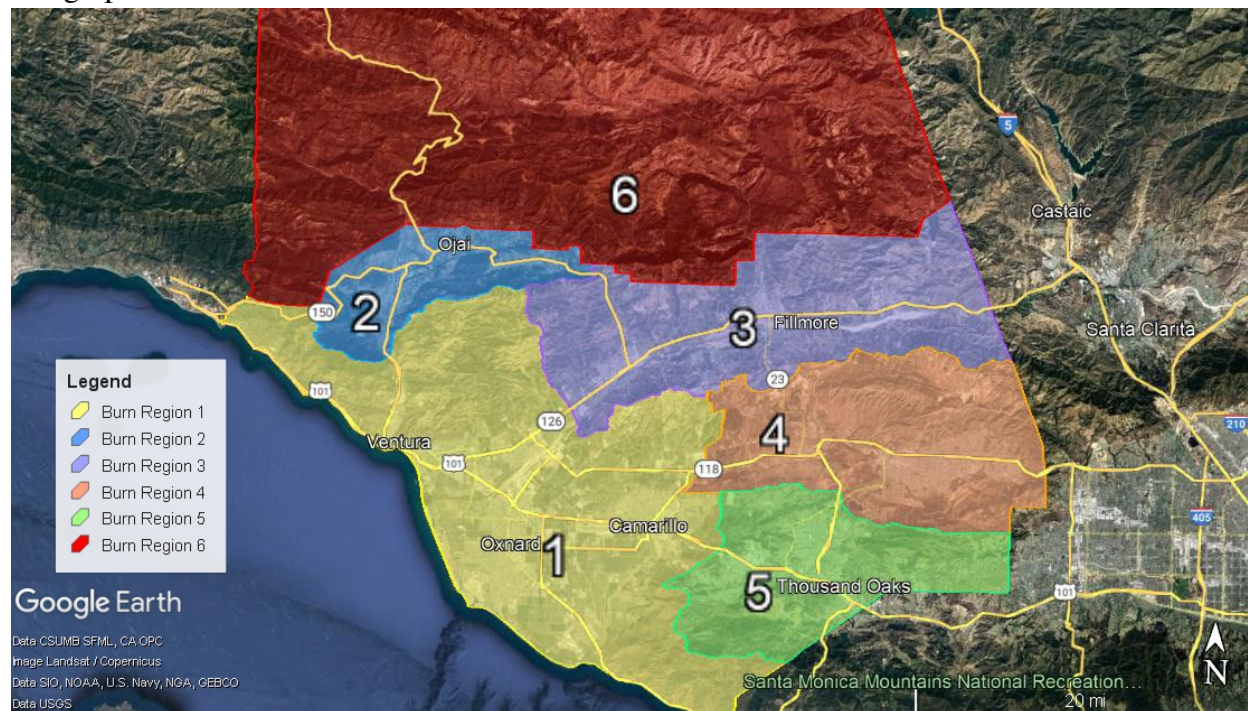 6
5
Castaic
Ojai
2
150
3
Fillmore
Santa Clarita
Legend
Burn Region 1
Burn Region 2
Burn Region 3
Burn Region 4
Burn Region 5
Burn Region 6
101
23
126
4
210
Ventura
101
118
405
Camarillo
Oxnard
1
5
Thousand Oaks
101
Google Earth
Data CSUMB SFML, CA OPC
Image Landsat / Copernicus
Data SIO, NOAA, U.S. Navy, NGA, GEBCO
Data USGS
N
Santa Monica Mountains National Recreation...
20 mi